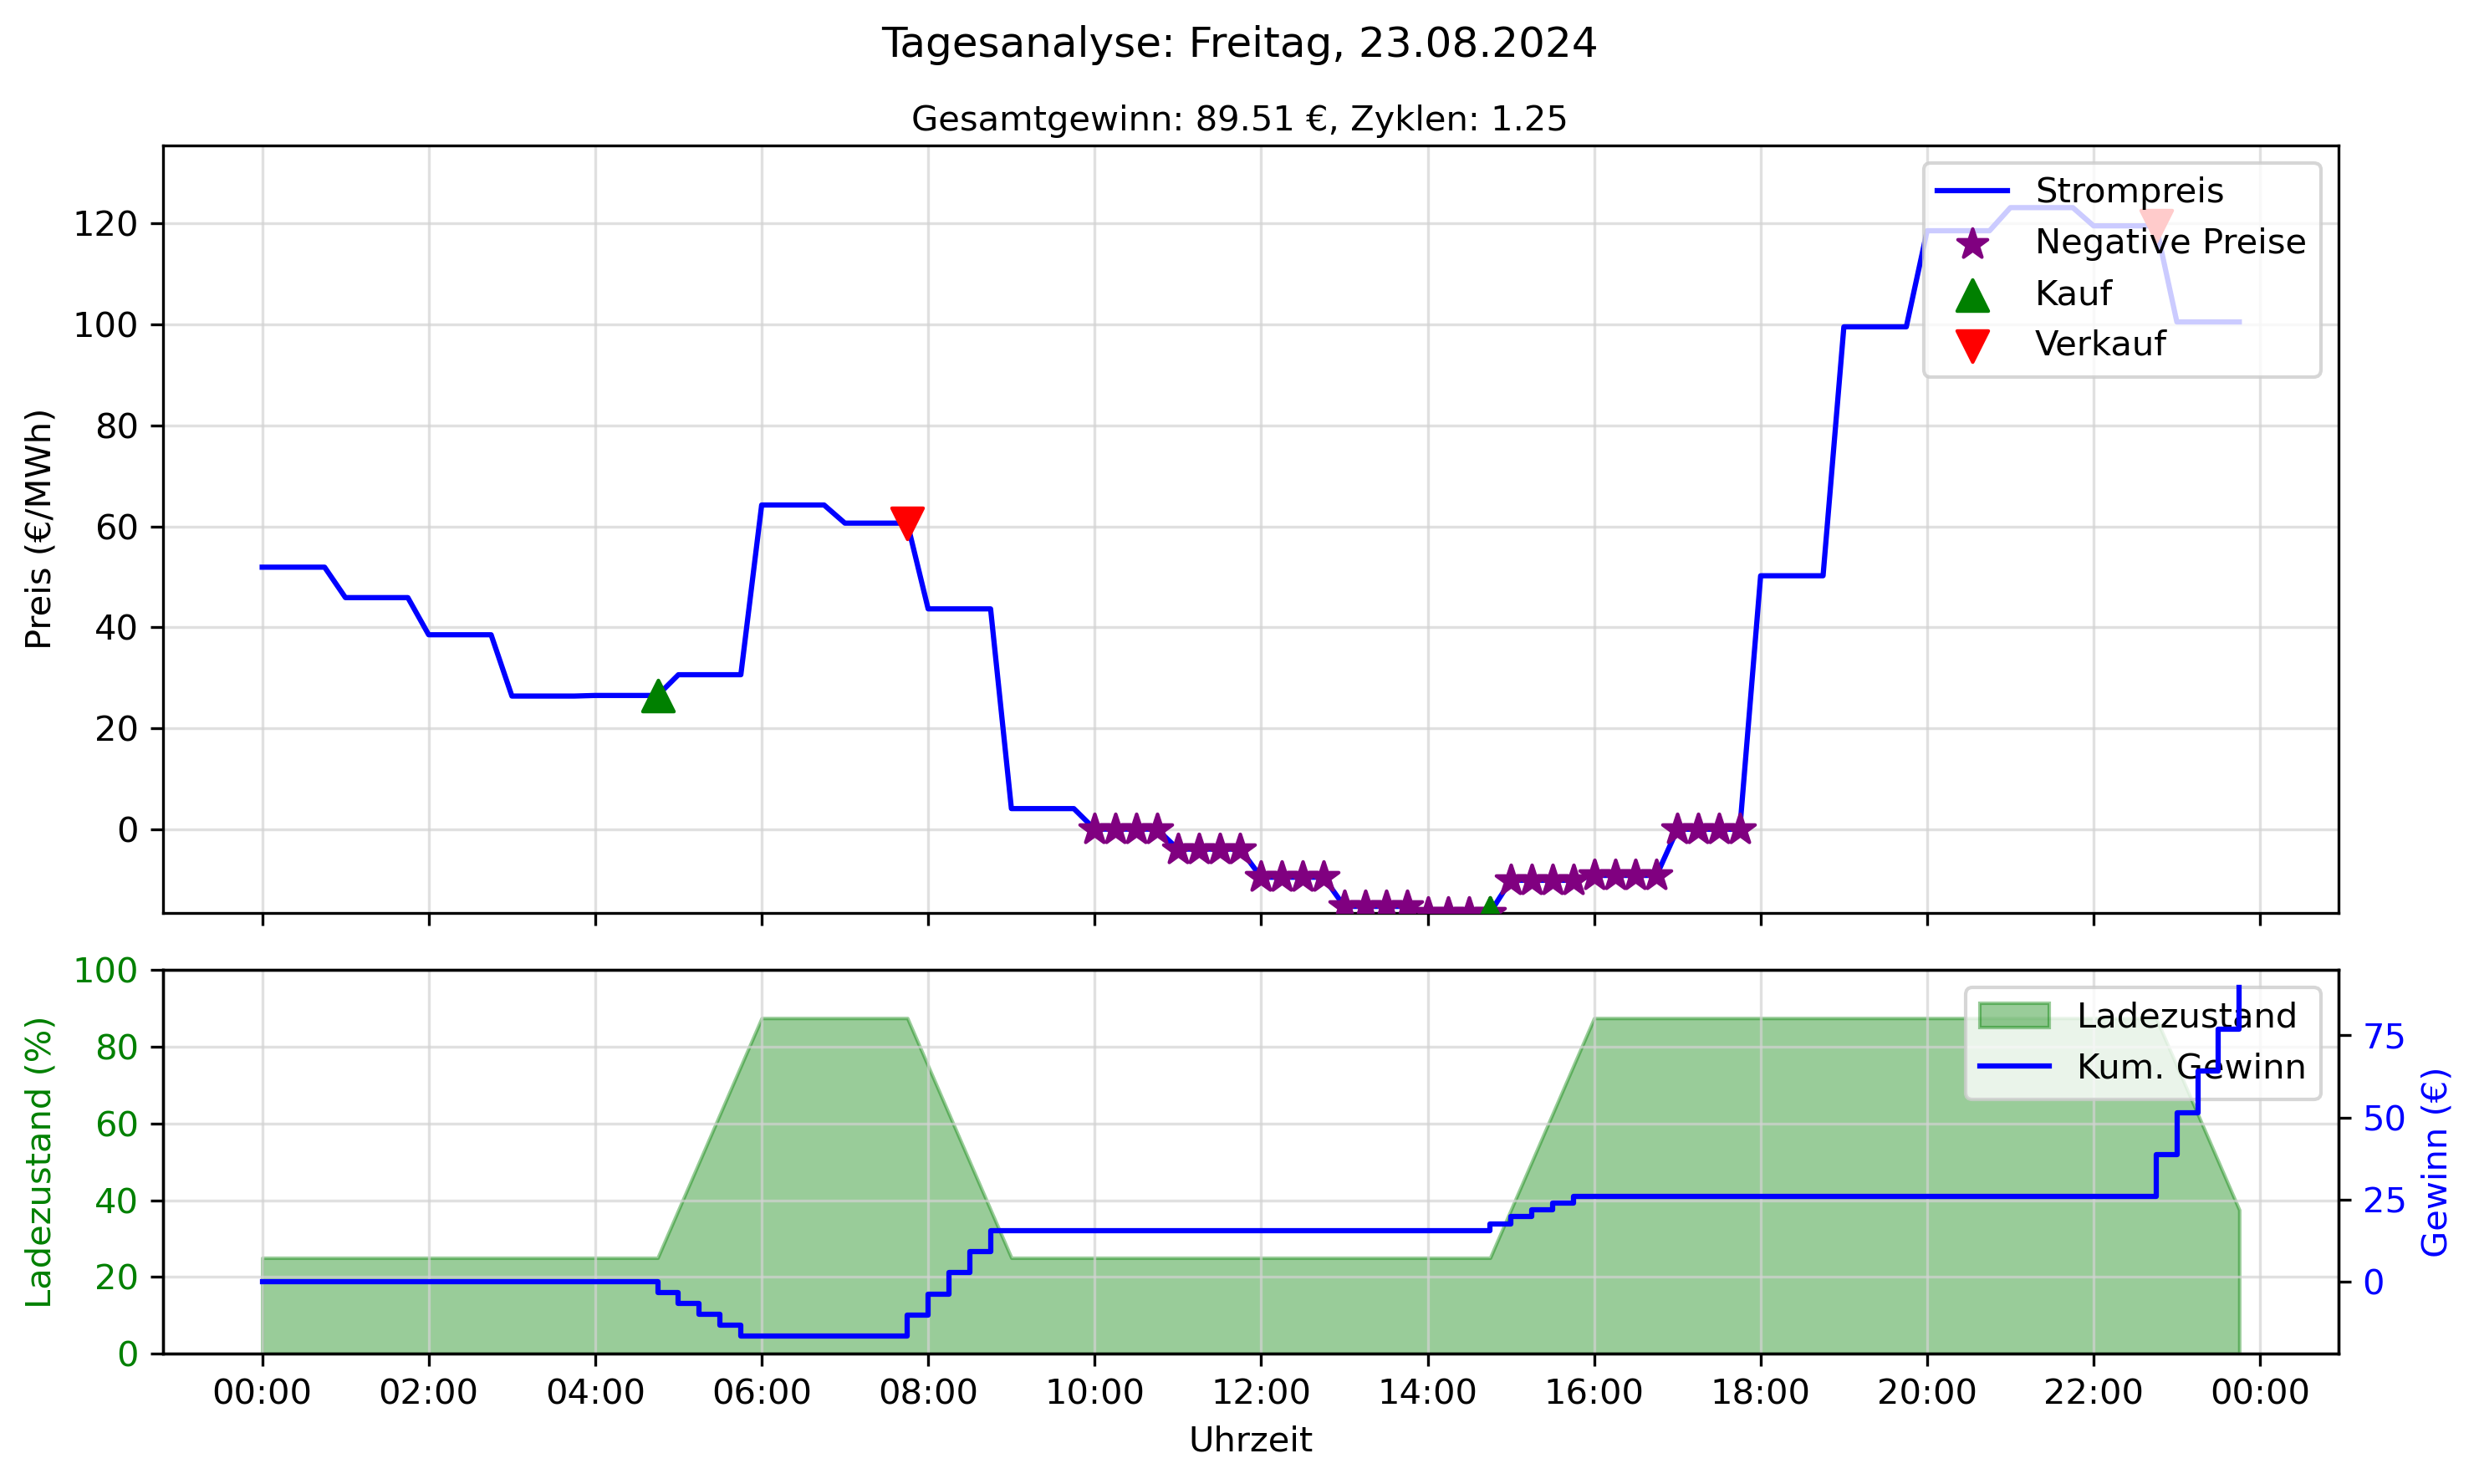 Tagesanalyse: Freitag, 23.08.2024
Gesamtgewinn: 89.51 €, Zyklen: 1.25
Preis (€/MWh)
120
100
80
60
40
20
0
Strompreis
Negative Preise
Kauf
Verkauf
Ladezustand (%)
100
80
60
40
20
0
Ladezustand
Kum. Gewinn
75
50
25
0
Gewinn (€)
00:00 02:00 04:00 06:00 08:00 10:00 12:00 14:00 16:00 18:00 20:00 22:00 00:00
Uhrzeit